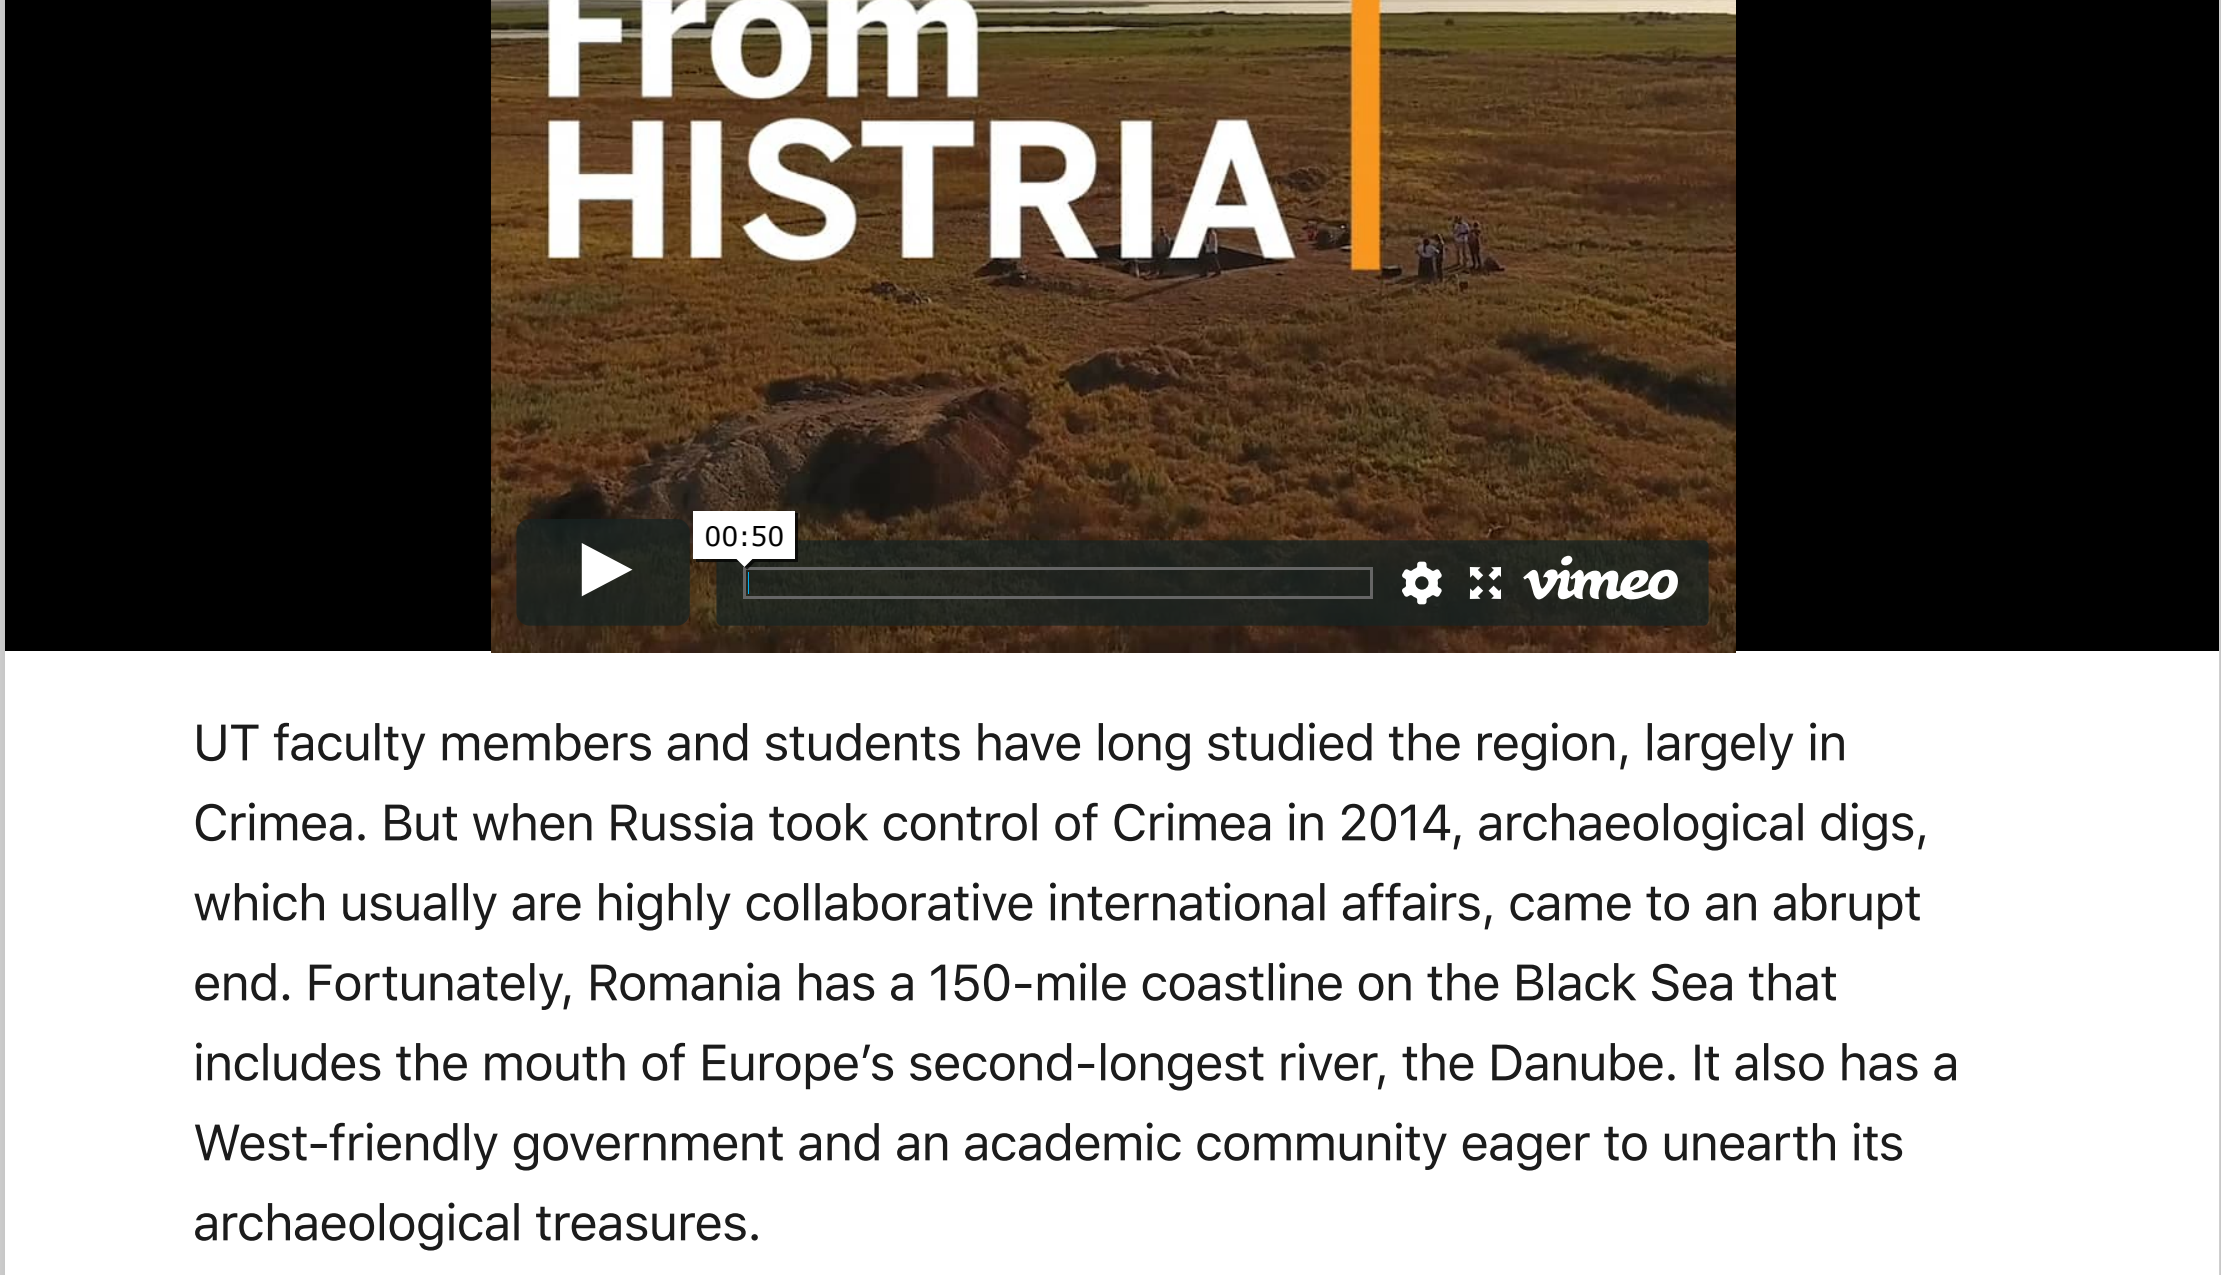 From
HISTRIA
00:50
vimeo
UT faculty members and students have long studied the region, largely in
Crimea. But when Russia took control of Crimea in 2014, archaeological digs,
which usually are highly collaborative international affairs, came to an abrupt
end. Fortunately, Romania has a 150-mile coastline on the Black Sea that
includes the mouth of Europe’s second-longest river, the Danube. It also has a
West-friendly government and an academic community eager to unearth its
archaeological treasures.